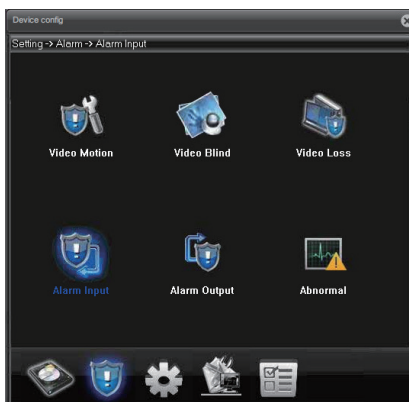 Device config
Setting -> Alarm -> Alarm Input
Video Motion Video Blind Video Loss
Alarm Input Alarm Output Abnormal